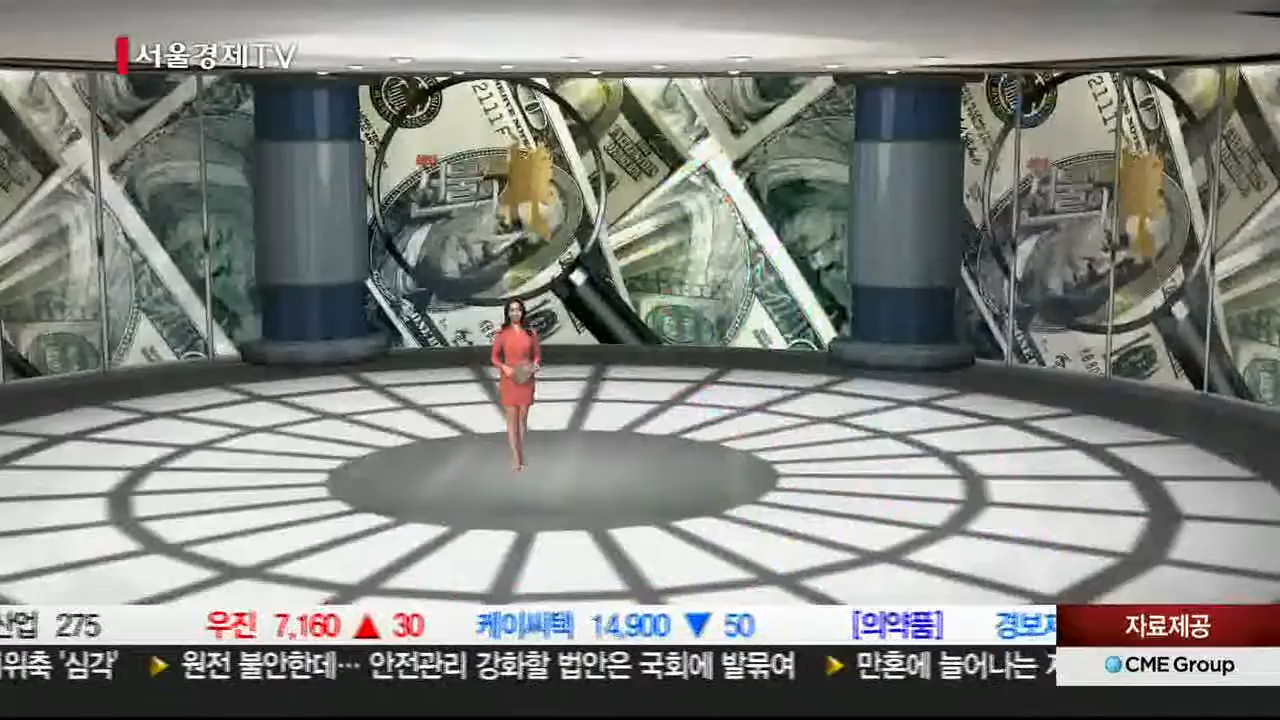 서울경제TV
산업 275 우진 7,160 ▲ 30 케이씨텍 14,900 ▼ 50 [의약품] 경보제
자료제공
위축 '심각' ▶ 원전 불안한데… 안전관리 강화할 법안은 국회에 발묶여 ▶ 만혼에 늘어나는
CME Group